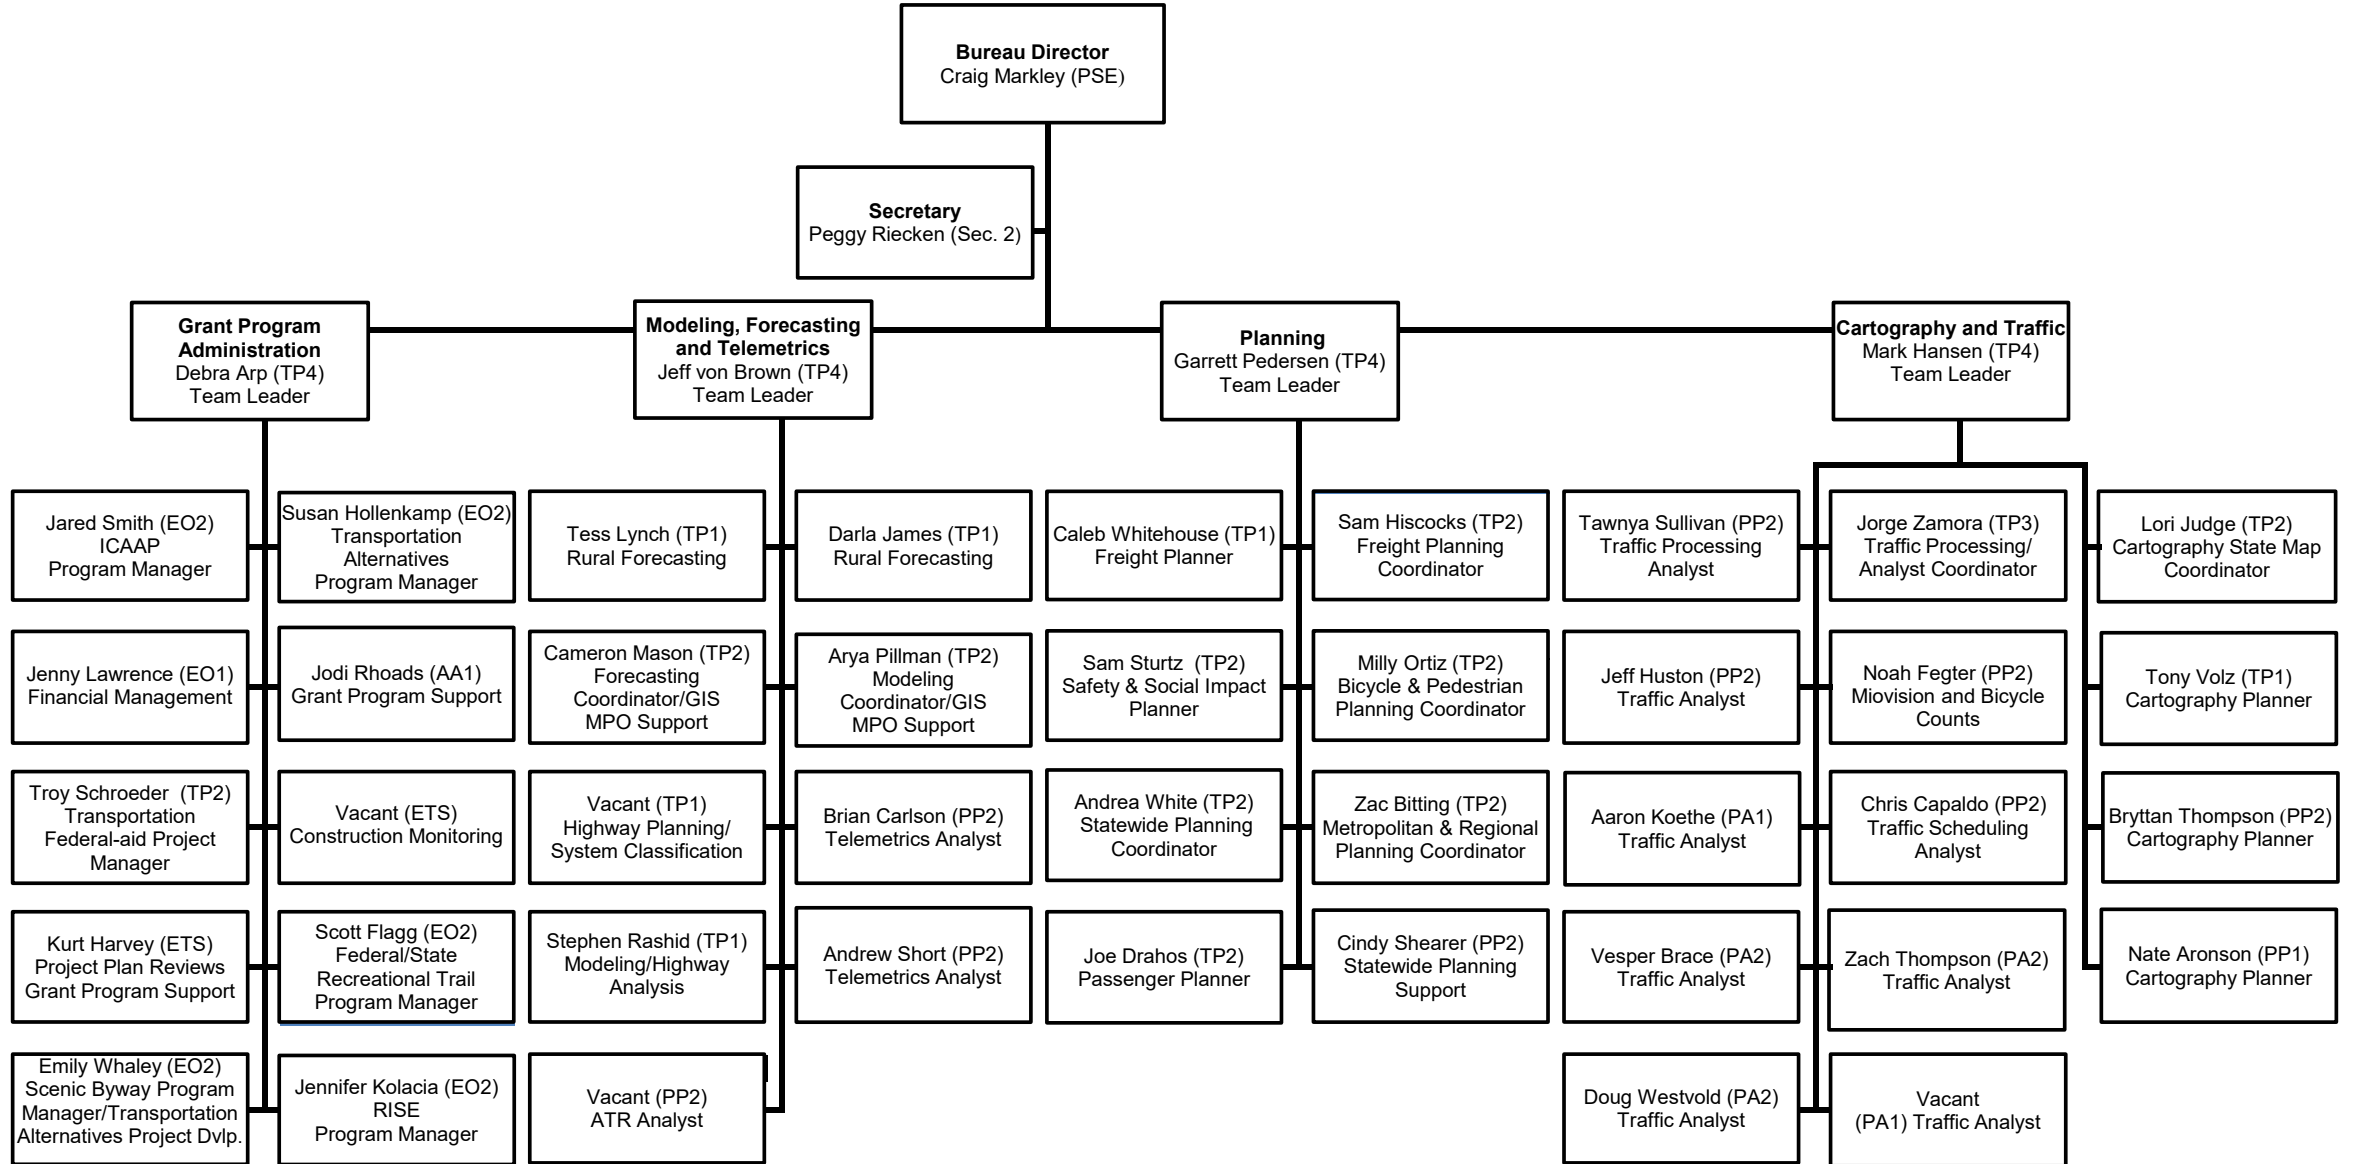 Bureau Director
Craig Markley (PSE)
Secretary
Peggy Riecken (Sec. 2)
Grant Program
Administration
Debra Arp (TP4)
Team Leader
Modeling, Forecasting
and Telemetrics
Jeff von Brown (TP4)
Team Leader
Planning
Garrett Pedersen (TP4)
Team Leader
Cartography and Traffic
Mark Hansen (TP4)
Team Leader
Jared Smith (EO2)
ICAAP
Program Manager
Susan Hollenkamp (EO2)
Transportation
Alternatives
Program Manager
Tess Lynch (TP1)
Rural Forecasting
Darla James (TP1)
Rural Forecasting
Caleb Whitehouse (TP1)
Freight Planner
Sam Hiscocks (TP2)
Freight Planning
Coordinator
Tawnya Sullivan (PP2)
Traffic Processing
Analyst
Jorge Zamora (TP3)
Traffic Processing/
Analyst Coordinator
Lori Judge (TP2)
Cartography State Map
Coordinator
Jenny Lawrence (EO1)
Financial Management
Jodi Rhoads (AA1)
Grant Program Support
Cameron Mason (TP2)
Forecasting
Coordinator/GIS
MPO Support
Arya Pillman (TP2)
Modeling
Coordinator/GIS
MPO Support
Sam Sturtz (TP2)
Safety & Social Impact
Planner
Milly Ortiz (TP2)
Bicycle & Pedestrian
Planning Coordinator
Jeff Huston (PP2)
Traffic Analyst
Noah Fegter (PP2)
Miovision and Bicycle
Counts
Tony Volz (TP1)
Cartography Planner
Troy Schroeder (TP2)
Transportation
Federal-aid Project
Manager
Vacant (ETS)
Construction Monitoring
Vacant (TP1)
Highway Planning/
System Classification
Brian Carlson (PP2)
Telemetrics Analyst
Andrea White (TP2)
Statewide Planning
Coordinator
Zac Bitting (TP2)
Metropolitan & Regional
Planning Coordinator
Aaron Koethe (PA1)
Traffic Analyst
Chris Capaldo (PP2)
Traffic Scheduling
Analyst
Bryttan Thompson (PP2)
Cartography Planner
Kurt Harvey (ETS)
Project Plan Reviews
Grant Program Support
Scott Flagg (EO2)
Federal/State
Recreational Trail
Program Manager
Stephen Rashid (TP1)
Modeling/Highway
Analysis
Andrew Short (PP2)
Telemetrics Analyst
Joe Drahos (TP2)
Passenger Planner
Cindy Shearer (PP2)
Statewide Planning
Support
Vesper Brace (PA2)
Traffic Analyst
Zach Thompson (PA2)
Traffic Analyst
Nate Aronson (PP1)
Cartography Planner
Emily Whaley (EO2)
Scenic Byway Program
Manager/Transportation
Alternatives Project Dvlp.
Jennifer Kolacia (EO2)
RISE
Program Manager
Vacant (PP2)
ATR Analyst
Doug Westvold (PA2)
Traffic Analyst
Vacant
(PA1) Traffic Analyst